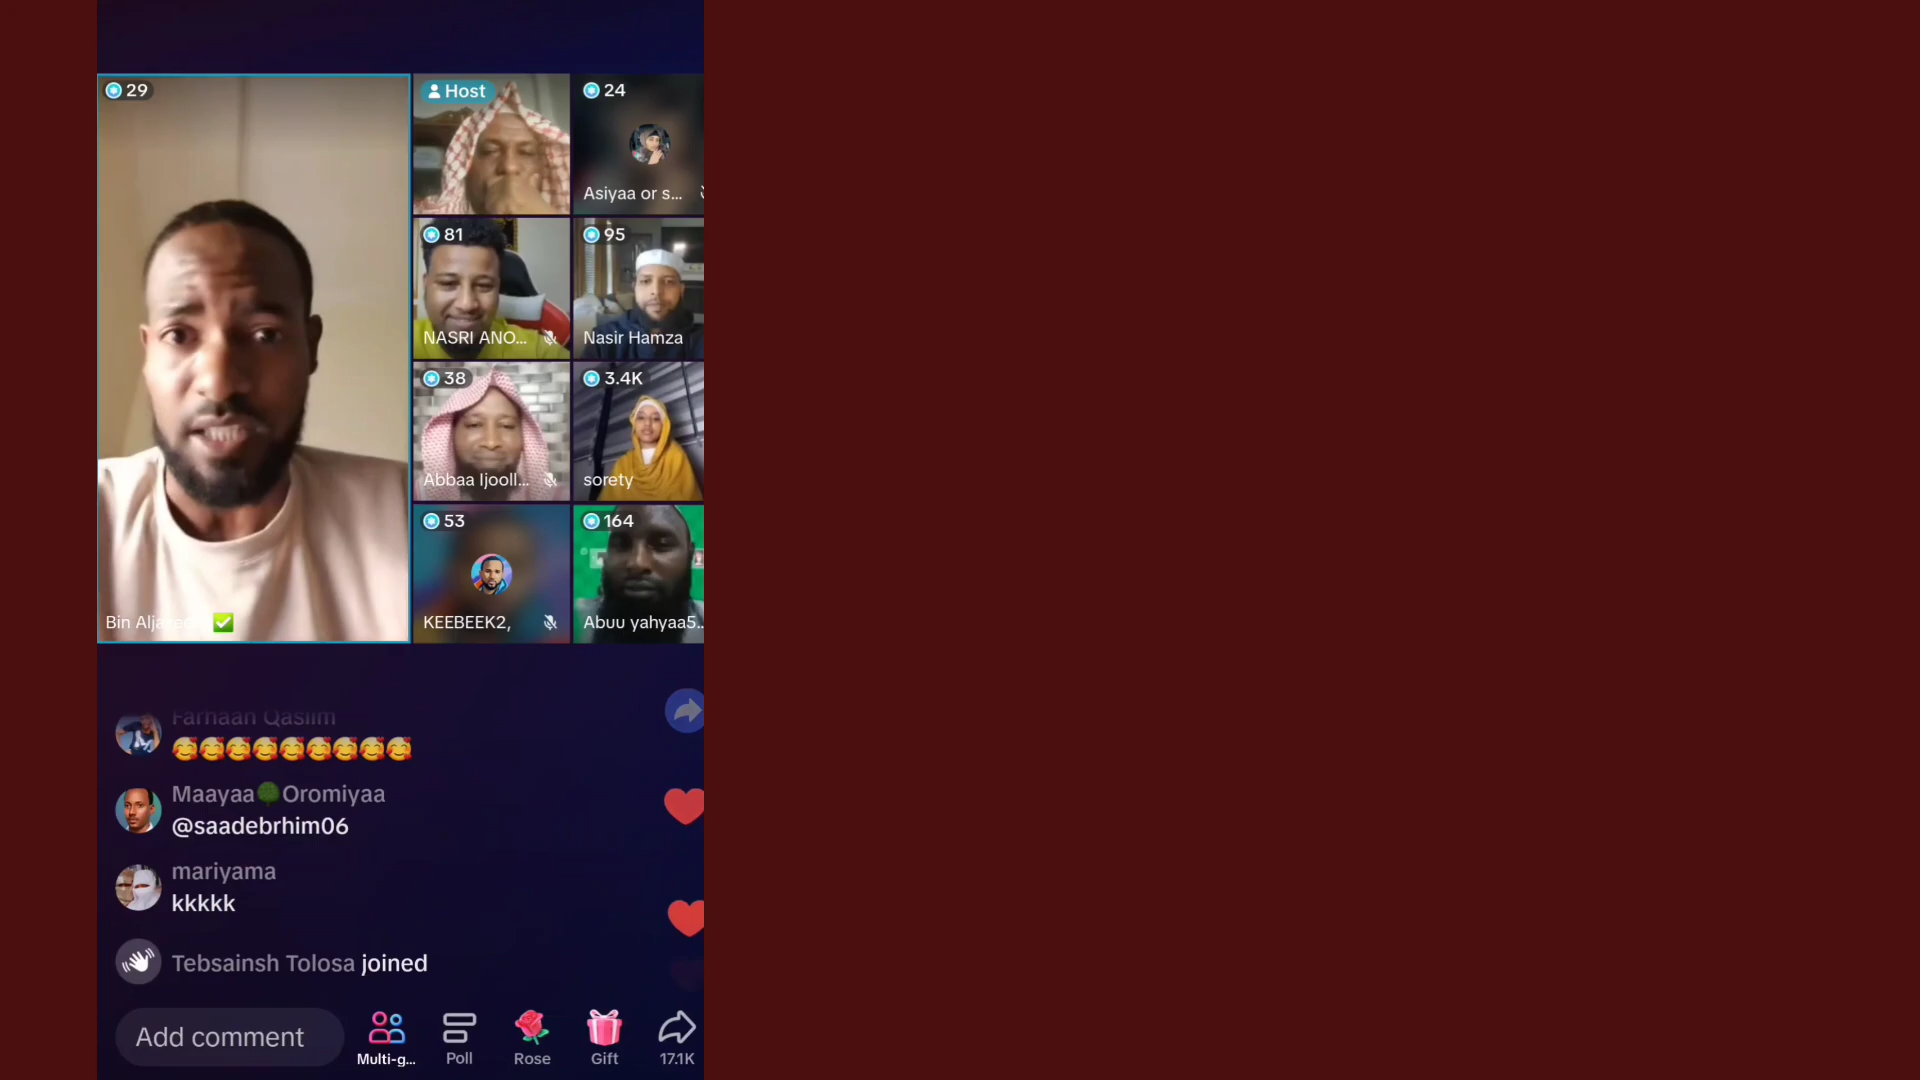 29
Host
24
Asiyaa or s...
81
NASRI ANO...
95
Nasir Hamza
38
Abbaa Ijooll...
3.4K
sorety
Bin
✅
53
KEEBEEK2,
164
Abuu yahyaa5..
Farhaan Qasiim
🥰🥰🥰🥰🥰🥰🥰🥰🥰
Maayaa🌳Oromiyaa
@saadebrhim06
mariyama
kkkkk
Tebsainsh Tolosa joined
Add comment
Multi-g...
Poll
Rose
Gift
17.1K